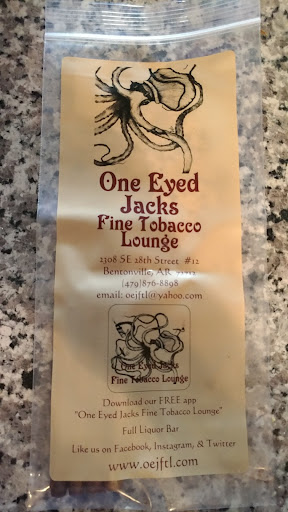 One Eyed
Jacks
Fine Tobacco
Lounge
2308 SE 28th Street #12
Bentonville, AR 72712
(479)876-8898
email: oejftl@yahoo.com
One Eyed Jacks
Fine Tobacco Lounge
Download our FREE app
"One Eyed Jacks Fine Tobacco Lounge"
Full Liquor Bar
Like us on Facebook, Instagram, & Twitter
www.oejftl.com